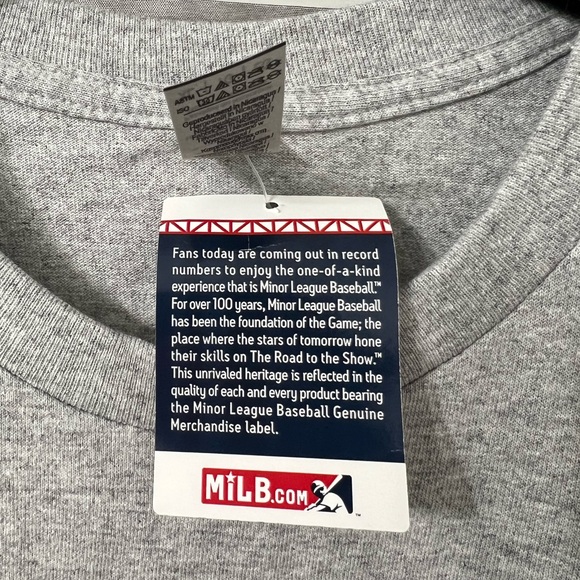 ASTM
ISO
Fans today are coming out in record
numbers to enjoy the one-of-a-kind
experience that is Minor League Baseball.™
For over 100 years, Minor League Baseball
has been the foundation of the Game; the
place where the stars of tomorrow hone
their skills on The Road to the Show.™
This unrivaled heritage is reflected in the
quality of each and every product bearing
the Minor League Baseball Genuine
Merchandise label.
MiLB.COM
™